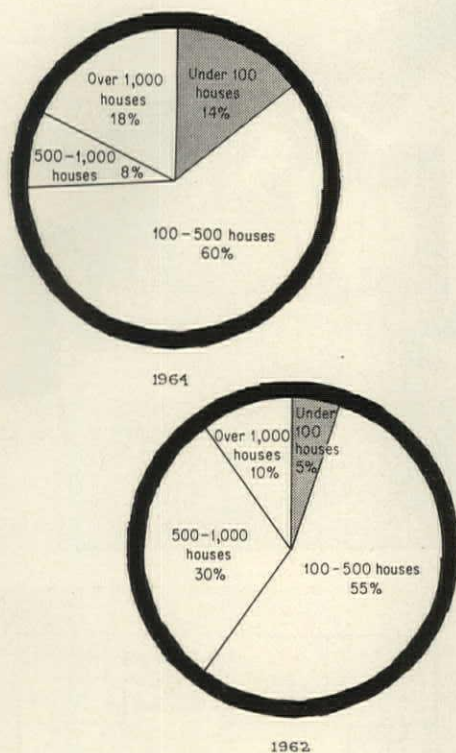 Over 1,000
houses
18%
Under 100
houses
14%
500–1,000
houses 8%
100–500 houses
60%
1964
Over 1,000
houses
10%
Under
100
houses
5%
500–1,000
houses
30%
100–500 houses
55%
1962